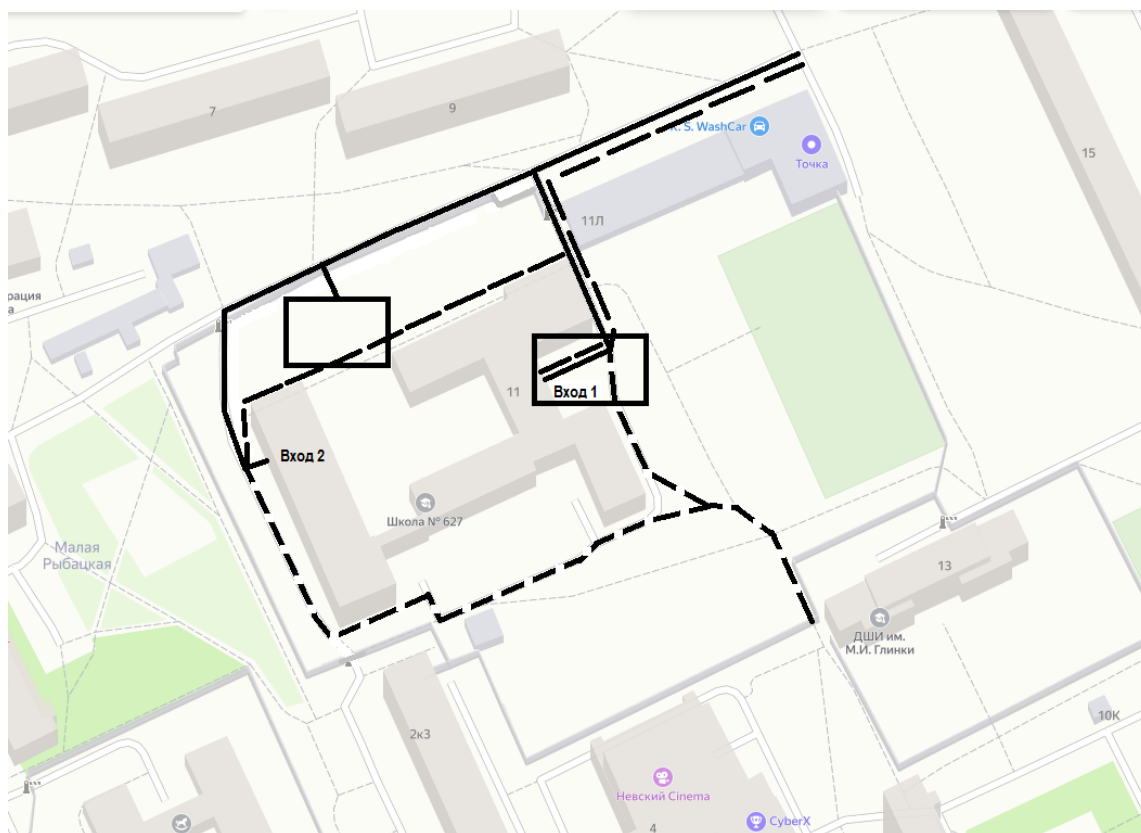 7
9
K. S. WashCar
Точка
15
11Л
рация
а
11
Вход 1
Вход 2
Школа № 627
Малая
Рыбацкая
13
ДШИ им.
М.И. Глинки
2к3
10К
Невский Cinema
4
CyberX